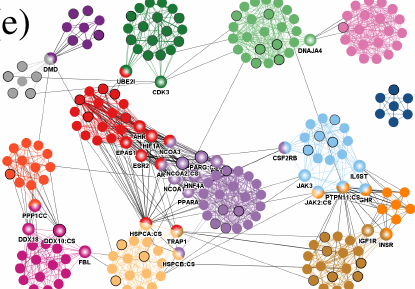 e)
DNAJA4
DMD
UBE2I
CDK3
AHR
HIF1A
EPAS1
NCOA3
ESR2
PARG
NCOA2:CS
HNF4A
NCOA
PPARA
CSF2RB
IL6ST
JAK3
PTPN11:CS
JAK2:CS
PPP1CC
DDX18
DDX10:CS
FBL
HSPCA:CS
TRAP1
HSPCB:CS
IGF1R
INSR